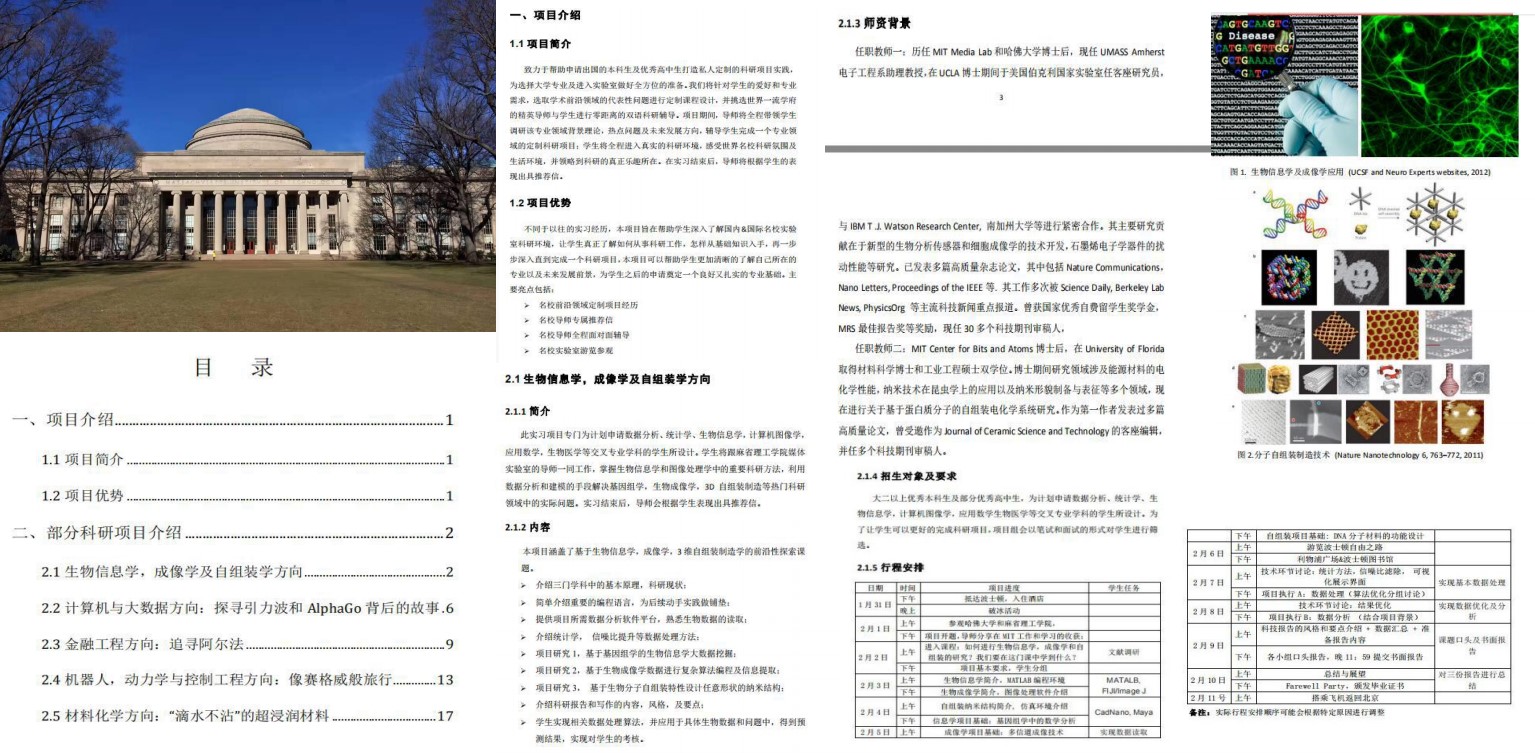 目 录
一、项目介绍 1
1.1 项目简介 1
1.2 项目优势 1
二、部分科研项目介绍 2
2.1 生物信息学，成像学及自组装学方向 2
2.2 计算机与大数据方向：探寻引力波和 AlphaGo 背后的故事.6
2.3 金融工程方向：追寻阿尔法 9
2.4 机器人，动力学与控制工程方向：像赛格威般旅行 13
2.5 材料化学方向：“滴水不沾”的超浸润材料 17
一、项目介绍
1.1 项目简介
致力于帮助申请出国的本科生及优秀高中生打造私人定制的科研项目实践，
为选择大学专业及进入实验室做好全方位的准备。我们将针对学生的爱好和专业
需求，选取学术前沿领域的代表性问题进行定制课程设计，并挑选世界一流学府
的精英导师与学生进行零距离的双语科研辅导。项目期间，导师将全程带领学生
调研该专业领域背景理论，热点问题及未来发展方向，辅导学生完成一个专业领
域的定制科研项目；学生将全程进入真实的科研环境，感受世界名校科研氛围及
生活环境，并领略到科研的真正乐趣所在。在实习结束后，导师将根据学生的表
现出具推荐信。
1.2 项目优势
不同于以往的实习经历，本项目旨在帮助学生深入了解国内&国际名校实验
室科研环境，让学生真正了解如何从事科研工作，怎样从基础知识入手，再一步
步深入直到完成一个科研项目，本项目可以帮助学生更加清晰的了解自己所在的
专业以及未来发展前景，为学生之后的申请奠定一个良好又扎实的专业基础。主
要亮点包括：
➢ 名校前沿领域定制项目经历
➢ 名校导师专属推荐信
➢ 名校导师全程面对面辅导
➢ 名校实验室游览参观
2.1 生物信息学，成像学及自组装学方向
2.1.1 简介
此实习项目专门为计划申请数据分析、统计学、生物信息学，计算机图像学，
应用数学，生物医学等交叉专业学科的学生所设计。学生将跟麻省理工学院媒体
实验室的导师一同工作，掌握生物信息学和图像处理学中的重要科研方法，利用
数据分析和建模的手段解决基因组学，生物成像学，3D 自组装制造等热门科研
领域中的实际问题。实习结束后，导师会根据学生表现出具推荐信。
2.1.2 内容
本项目涵盖了基于生物信息学，成像学，3 维自组装制造学的前沿性探索课
题。
➢ 介绍三门学科中的基本原理，科研现状；
➢ 简单介绍重要的编程语言，为后续动手实践做铺垫；
➢ 提供项目所需数据分析软件平台，熟悉生物数据的读取；
➢ 介绍统计学， 信噪比提升等数据处理方法；
➢ 项目研究 1，基于基因组学的生物信息学大数据挖掘；
➢ 项目研究 2，基于生物成像学数据进行复杂算法编程及信息提取；
➢ 项目研究 3， 基于生物分子自组装特性设计任意形状的纳米结构；
➢ 介绍科研报告和写作的内容，风格，及要点；
➢ 学生实现相关数据处理算法，并应用于具体生物数据和问题中，得到预
测结果，实现对学生的考核。
2.1.3 师资背景
任职教师一：历任 MIT Media Lab 和哈佛大学博士后，现任 UMASS Amherst
电子工程系助理教授，在 UCLA 博士期间于美国伯克利国家实验室任客座研究员，
3
与 IBM T .J. Watson Research Center, 南加州大学等进行紧密合作。其主要研究贡
献在于新型的生物分析传感器和细胞成像学的技术开发，石墨烯电子器件的扰
动性能等研究。已发表多篇高质量杂志论文，其中包括 Nature Communications，
Nano Letters, Proceedings of the IEEE 等. 其工作多次被 Science Daily, Berkeley Lab
News, PhysicsOrg 等主流科技新闻重点报道。曾获国家优秀自费留学生奖学金，
MRS 最佳报告奖等奖励，现任 30 多个科技期刊审稿人，
任职教师二：MIT Center for Bits and Atoms 博士后，在 University of Florida
取得材料科学博士和工业工程硕士双学位。博士期间研究领域涉及能源材料的电
化学性能，纳米技术在昆虫学上的应用以及纳米形貌制备与表征等多个领域，现
在进行关于基于蛋白质分子的自组装电化学系统研究。作为第一作者发表过多篇
高质量论文，曾受邀作为 Journal of Ceramic Science and Technology 的客座编辑，
并任多个科技期刊审稿人。
2.1.4 招生对象及要求
大二以上优秀本科生及部分优秀高中生，为计划申请数据分析、统计学、生
物信息学，计算机图像学，应用数学生物医学等交叉专业学科的学生所设计。为
了让学生可以更好的完成科研项目，项目组会以笔试和面试的形式对学生进行筛
选。
2.1.5 行程安排
日期 时间 项目进度 学生任务
1 月 31 日 下午 抵达波士顿，入住酒店
晚上 破冰活动
2 月 1 日 上午 参观哈佛大学和麻省理工学院，
下午 项目开题，导师分享在 MIT 工作和学习的收获；
2 月 2 日 上午 进入课程：如何进行生物信息学，成像学和自
组装的研究？我们要在这门课中学到什么？ 文献调研
下午 项目基本要求，学生分组
2 月 3 日 上午 生物信息学简介，MATLAB 编程环境 MATALB,
下午 生物成像学简介，图像处理软件介绍 FIJI/Image J
2 月 4 日 上午 自组装纳米结构简介，仿真环境介绍 CadNano, Maya
下午 信息学项目基础：基因组学中的数学分析
2 月 5 日 上午 成像学项目基础：多信道成像技术 实现数据读取
Disease
图 1. 生物信息学及成像学应用 (UCSF and Neuro Experts websites, 2012)
图 2.分子自组装制造技术 (Nature Nanotechnology 6, 763–772, 2011)
下午 自组装项目基础：DNA 分子材料的功能设计
2 月 6 日 上午 游览波士顿自由之路
下午 利物浦广场&波士顿图书馆
2 月 7 日 上午 技术环节讨论：统计方法，信噪比滤除， 可视
化展示界面 实现基本数据处理
下午 项目执行 A：数据处理（算法优化分组讨论）
2 月 8 日 上午 技术环节讨论：结果优化 实现数据优化及分
下午 项目执行 B：数据分析 （结合项目背景） 析
2 月 9 日 上午 科技报告的风格和要点介绍 + 数据汇总 + 准
备报告内容 课题口头及书面报
下午 各小组口头报告，晚 11：59 提交书面报告 告
2 月 10 日 上午 总结与展望 对三份报告进行总
下午 Farewell Party，颁发毕业证书 结
2 月 11 号 上午 搭乘飞机返回北京
备注：实际行程安排顺序可能会根据特定原因进行调整